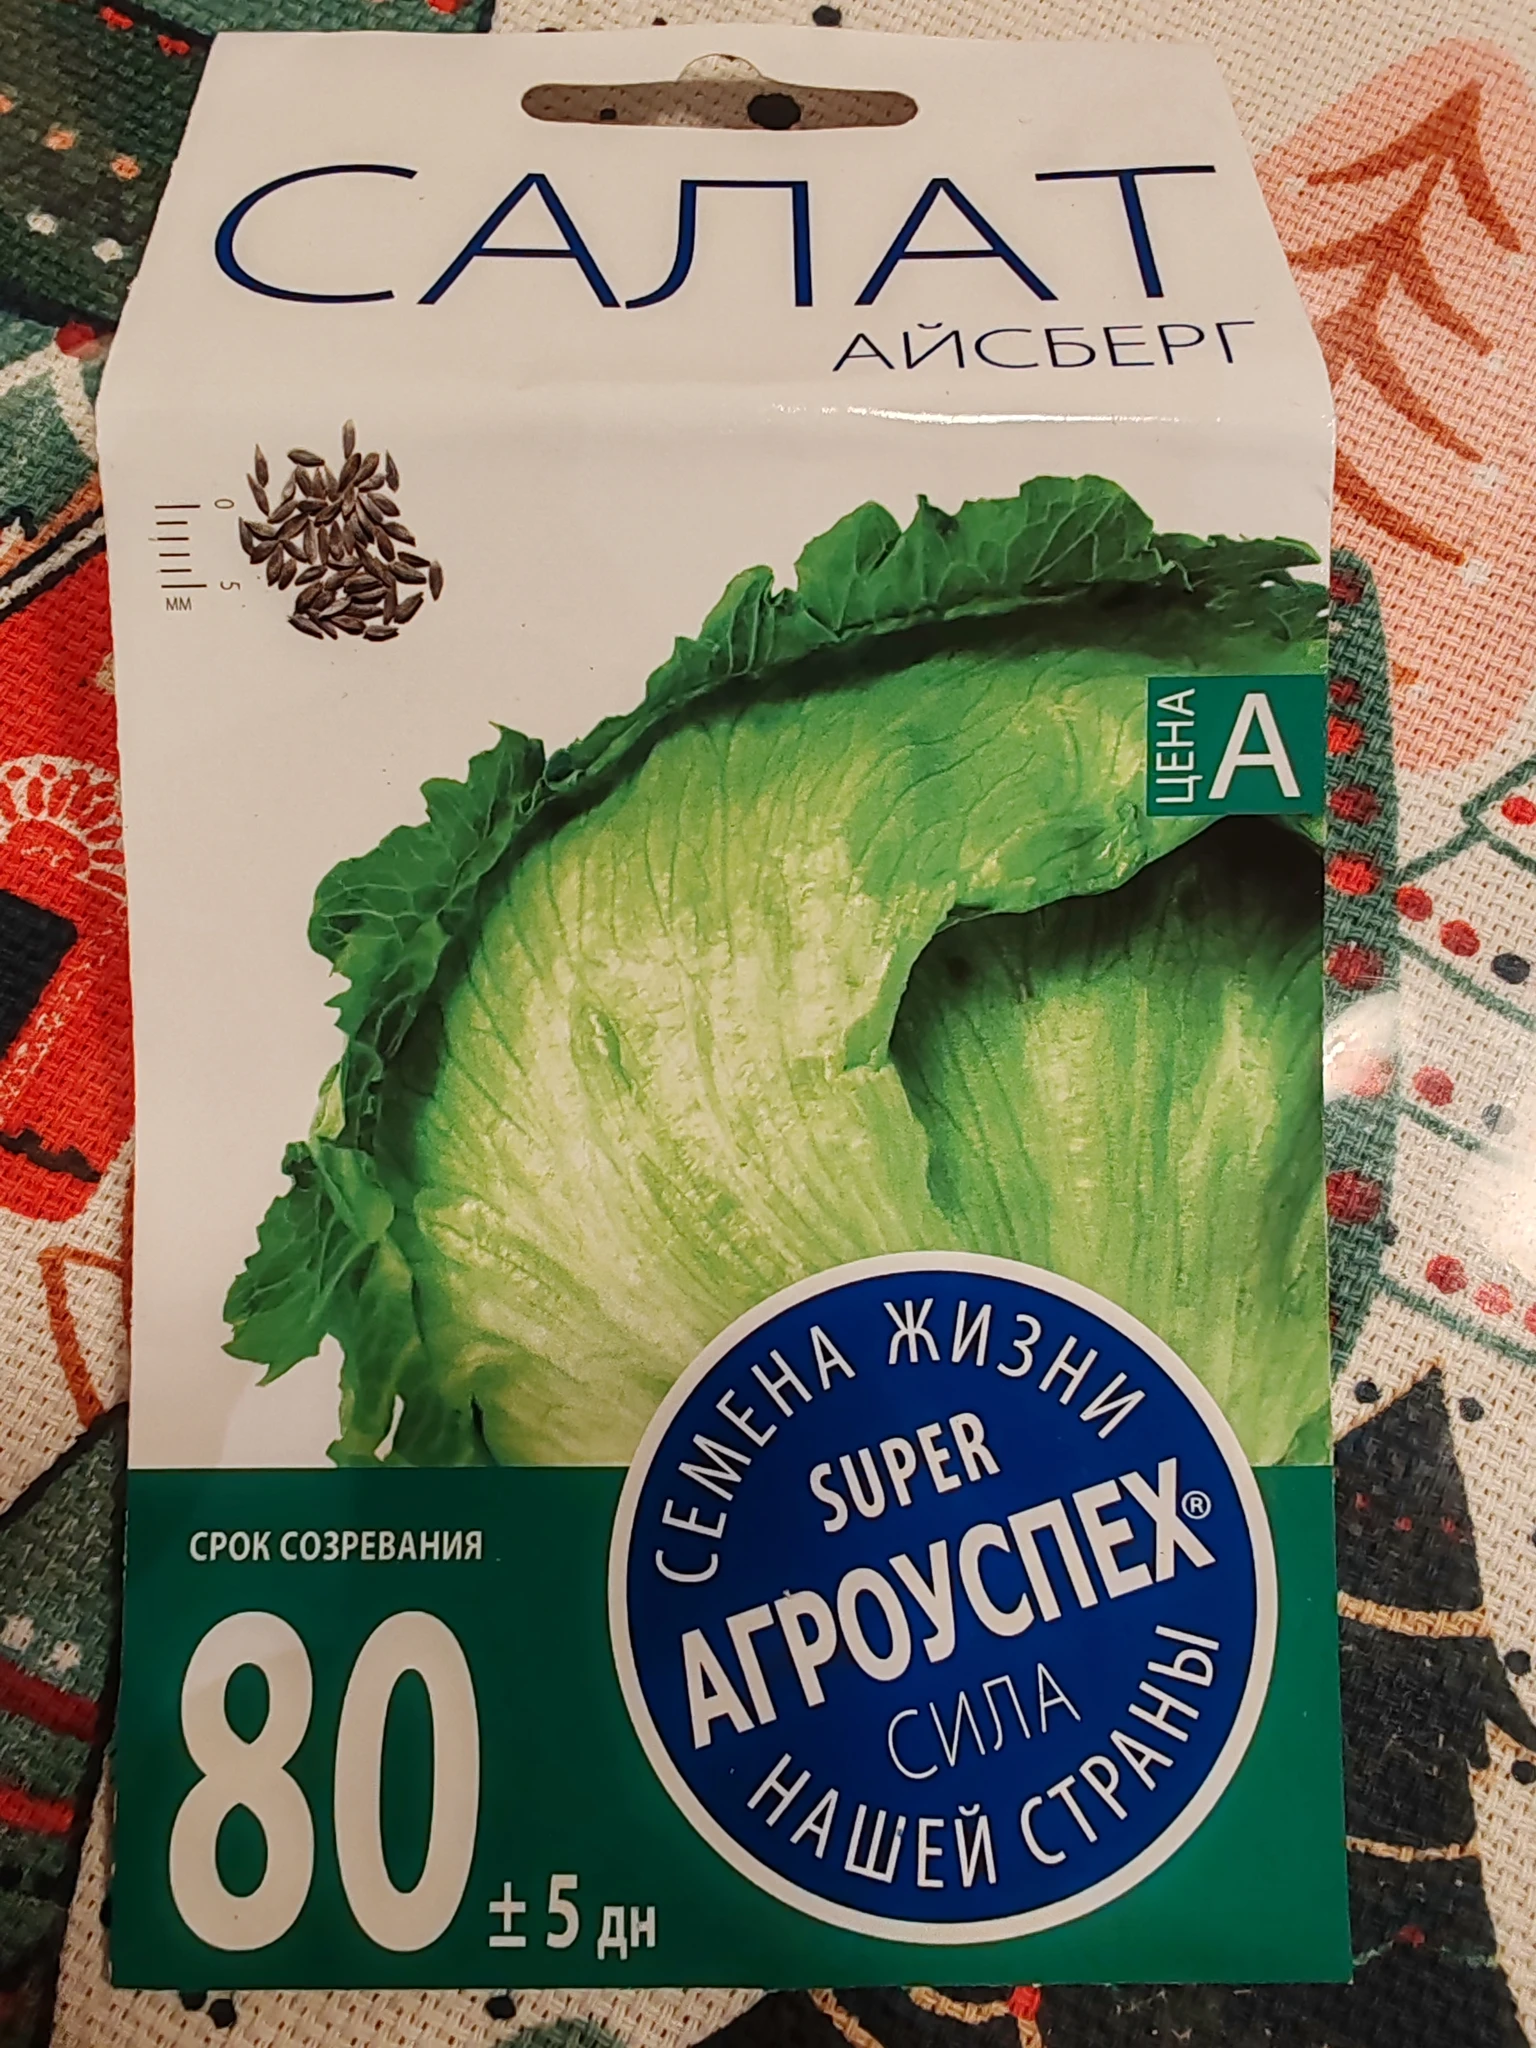 САЛАТ
АЙСБЕРГ
0 5
мм
ЦЕНА А
СЕМЕНА ЖИЗНИ
SUPER
АГРОУСПЕХ®
СИЛА
НАШЕЙ СТРАНЫ
СРОК СОЗРЕВАНИЯ
80 ± 5 дн